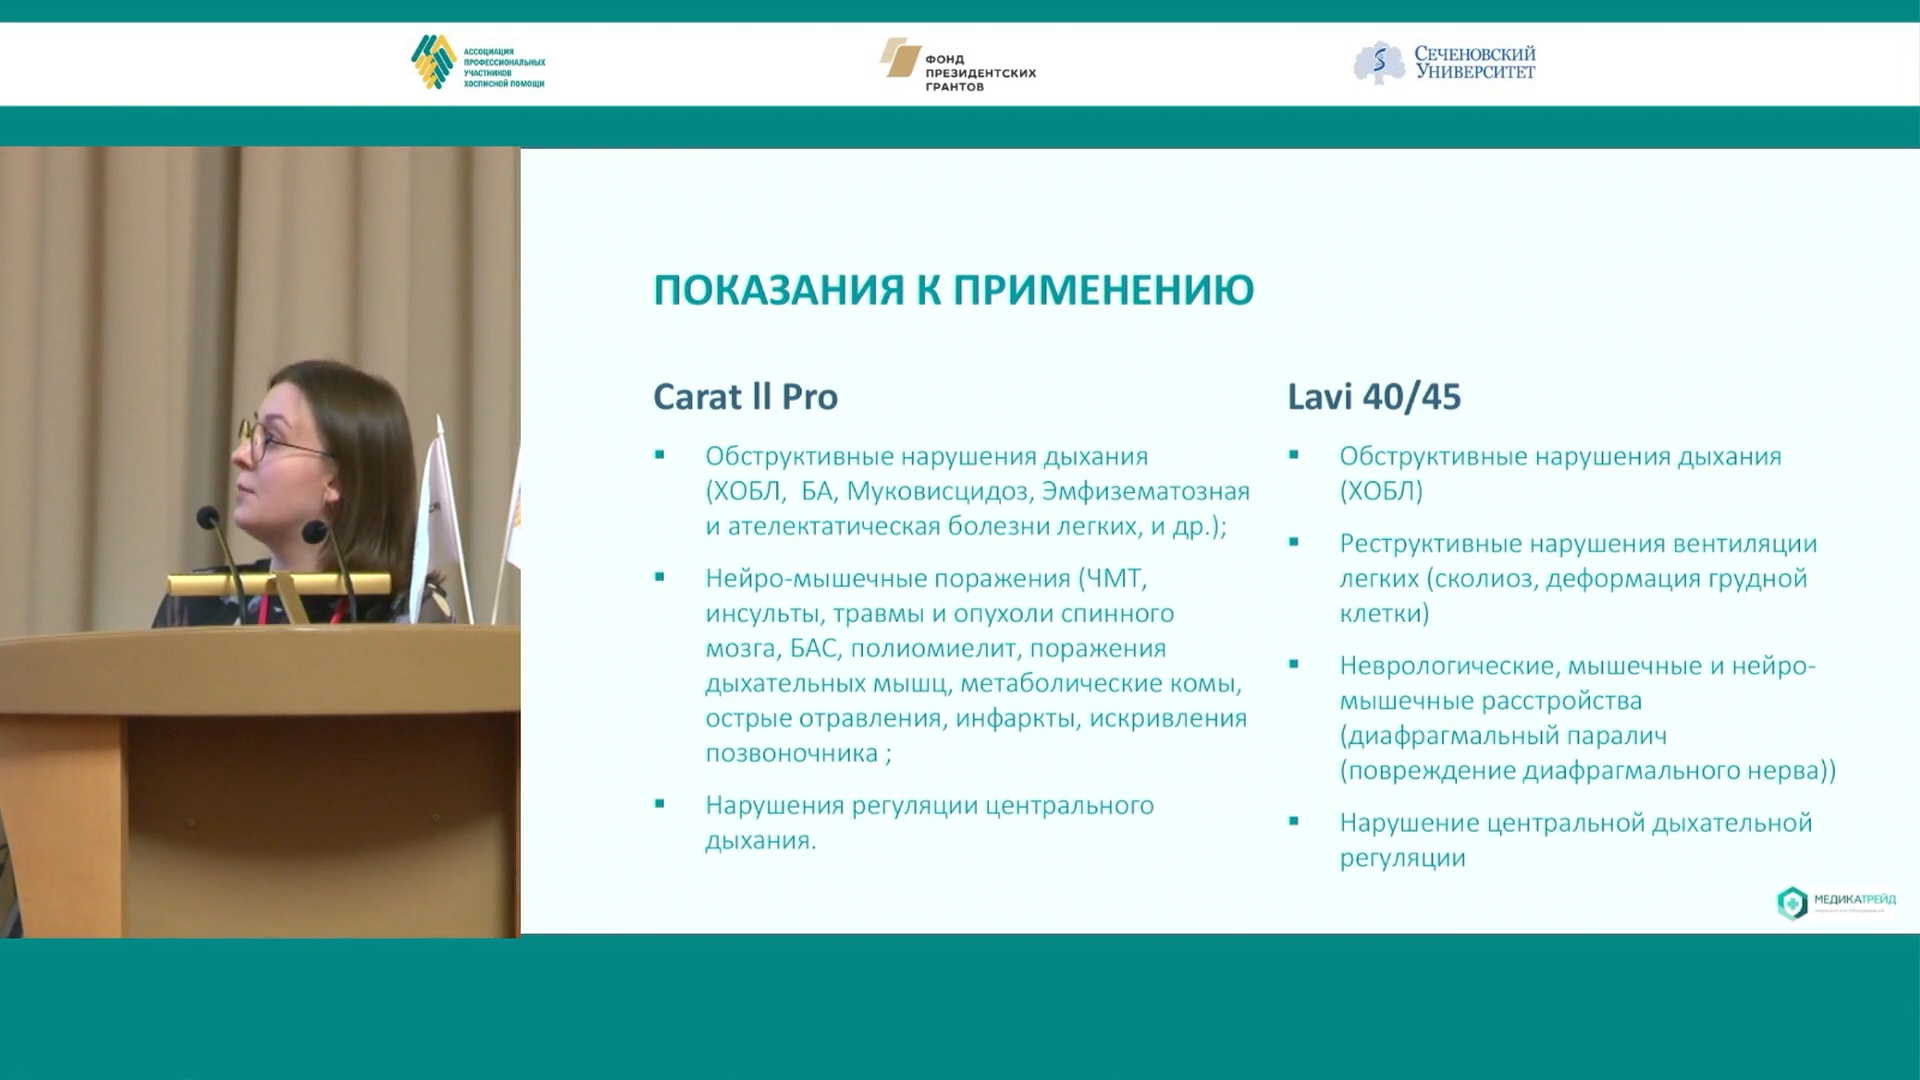 АССОЦИАЦИЯ
ПРОФЕССИОНАЛЬНЫХ
УЧАСТНИКОВ
ХОСПИСНОЙ ПОМОЩИ
ФОНД
ПРЕЗИДЕНТСКИХ
ГРАНТОВ
СЕЧЕНОВСКИЙ
УНИВЕРСИТЕТ
ПОКАЗАНИЯ К ПРИМЕНЕНИЮ
Carat ll Pro
▪ Обструктивные нарушения дыхания
(ХОБЛ, БА, Муковисцидоз, Эмфизематозная
и ателектатическая болезни легких, и др.);
▪ Нейро-мышечные поражения (ЧМТ,
инсульты, травмы и опухоли спинного
мозга, БАС, полиомиелит, поражения
дыхательных мышц, метаболические комы,
острые отравления, инфаркты, искривления
позвоночника ;
▪ Нарушения регуляции центрального
дыхания.
Lavi 40/45
▪ Обструктивные нарушения дыхания
(ХОБЛ)
▪ Реструктивные нарушения вентиляции
легких (сколиоз, деформация грудной
клетки)
▪ Неврологические, мышечные и нейро-
мышечные расстройства
(диафрагмальный паралич
(повреждение диафрагмального нерва))
▪ Нарушение центральной дыхательной
регуляции
МЕДИКАТРЕЙД